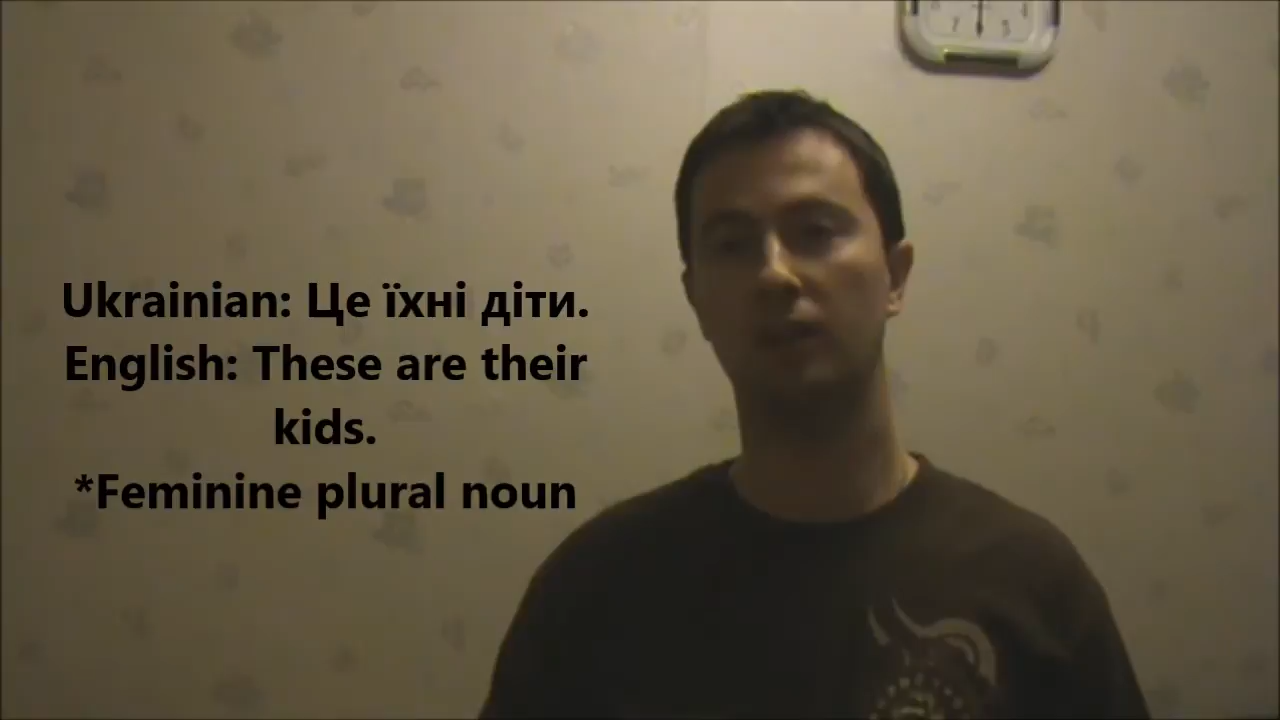 Ukrainian: Це їхні діти.
English: These are their
kids.
*Feminine plural noun